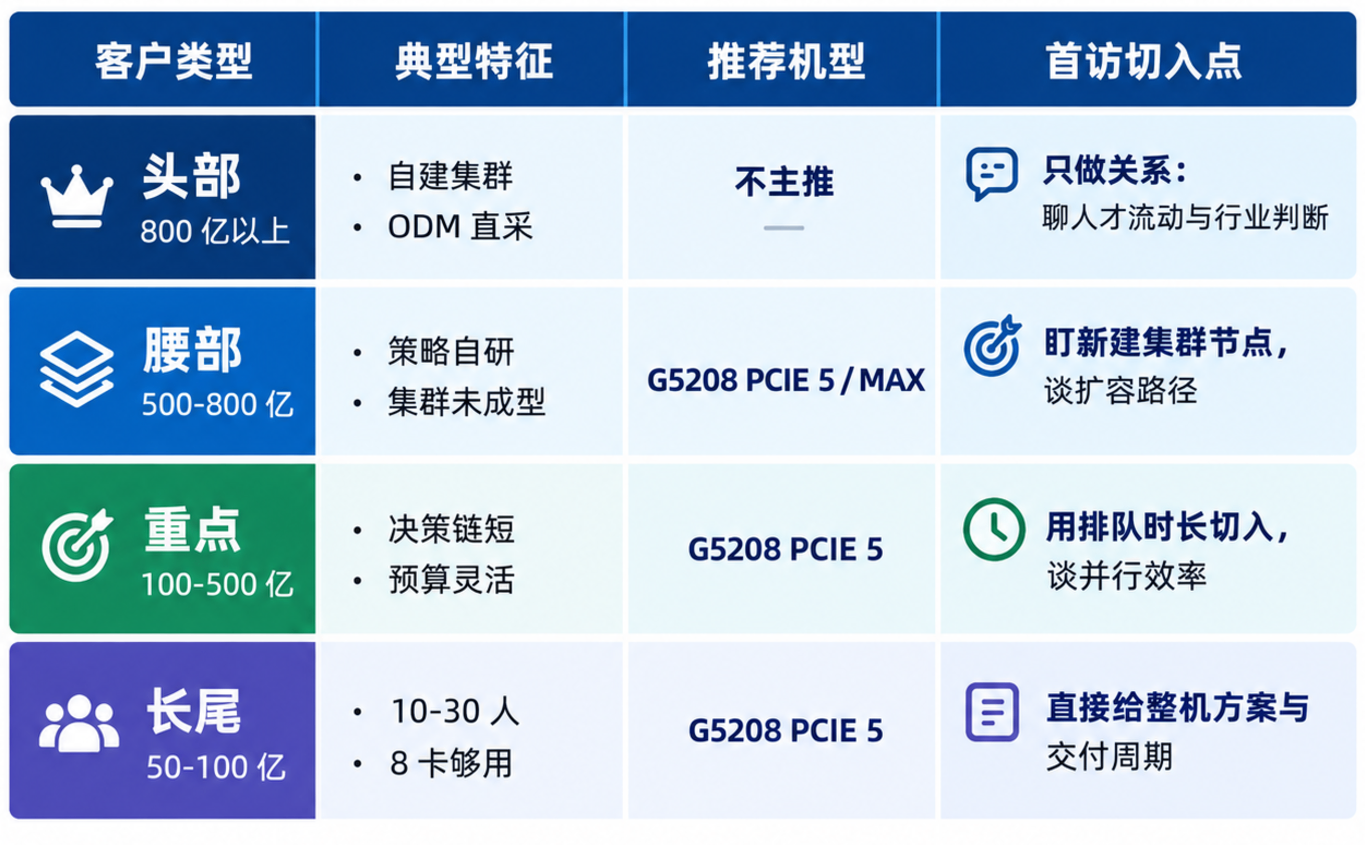 客户类型
典型特征
推荐机型
首访切入点
头部
800 亿以上
• 自建集群
• ODM 直采
不主推
—
只做关系：
聊人才流动与行业判断
腰部
500-800 亿
• 策略自研
• 集群未成型
G5208 PCIE 5 / MAX
盯新建集群节点，
谈扩容路径
重点
100-500 亿
• 决策链短
• 预算灵活
G5208 PCIE 5
用排队时长切入，
谈并行效率
长尾
50-100 亿
• 10-30 人
• 8 卡够用
G5208 PCIE 5
直接给整机方案与
交付周期